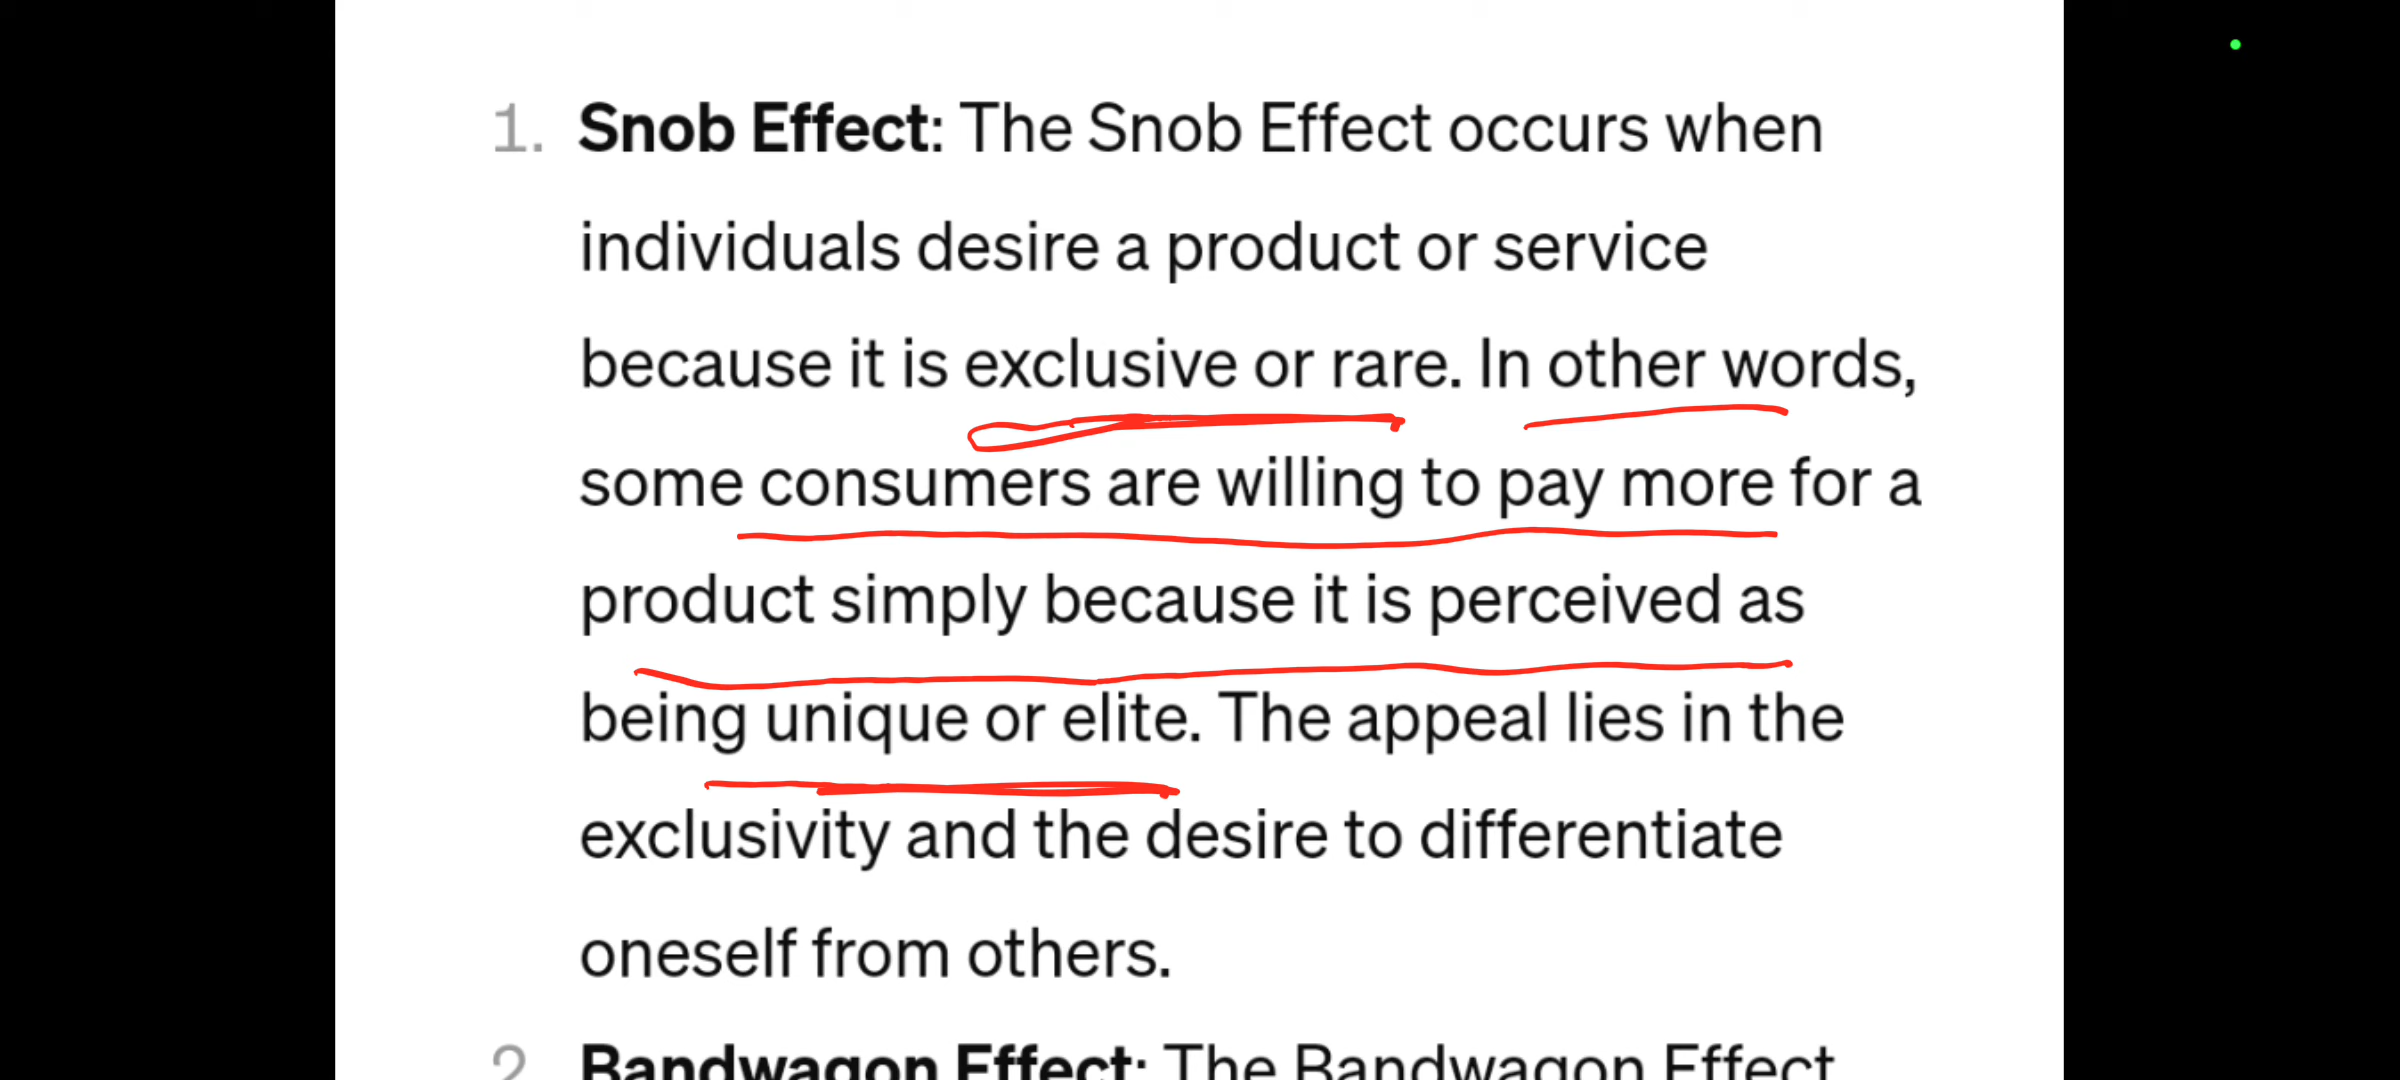 1. Snob Effect: The Snob Effect occurs when
individuals desire a product or service
because it is exclusive or rare. In other words,
some consumers are willing to pay more for a
product simply because it is perceived as
being unique or elite. The appeal lies in the
exclusivity and the desire to differentiate
oneself from others.
2 Bandwagon Effect: The Bandwagon Effect